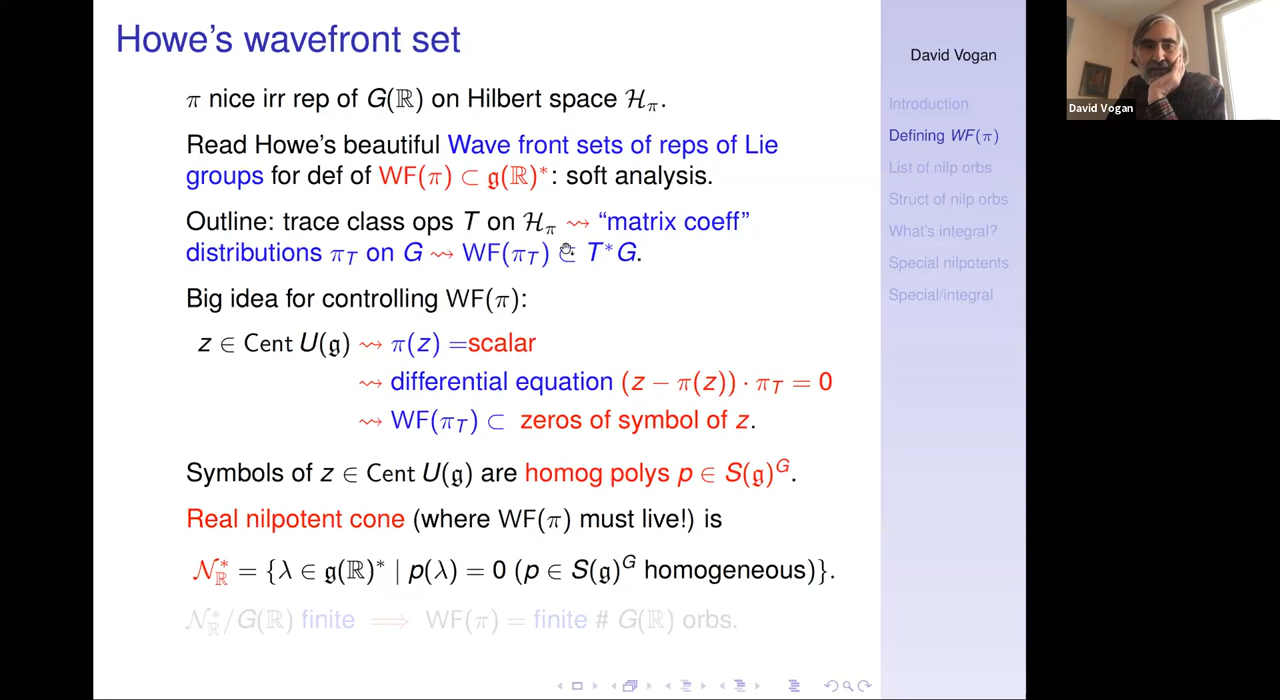 Howe's wavefront set
π nice irr rep of G(ℝ) on Hilbert space ℋ_π.
Read Howe's beautiful Wave front sets of reps of Lie
groups for def of WF(π) ⊂ 𝔤(ℝ)*: soft analysis.
Outline: trace class ops T on ℋ_π ⇝ “matrix coeff”
distributions π_T on G ⇝ WF(π_T) ⊂ T*G.
Big idea for controlling WF(π):
z ∈ Cent U(𝔤) ⇝ π(z) =scalar
⇝ differential equation (z − π(z)) · π_T = 0
⇝ WF(π_T) ⊂ zeros of symbol of z.
Symbols of z ∈ Cent U(𝔤) are homog polys p ∈ S(𝔤)^G.
Real nilpotent cone (where WF(π) must live!) is
𝒩*_ℝ = {λ ∈ 𝔤(ℝ)* | p(λ) = 0 (p ∈ S(𝔤)^G homogeneous)}.
𝒩*_ℝ/G(ℝ) finite ⟹ WF(π) = finite # G(ℝ) orbs.
David Vogan
Introduction
Defining WF(π)
List of nilp orbs
Struct of nilp orbs
What's integral?
Special nilpotents
Special/integral
David Vogan